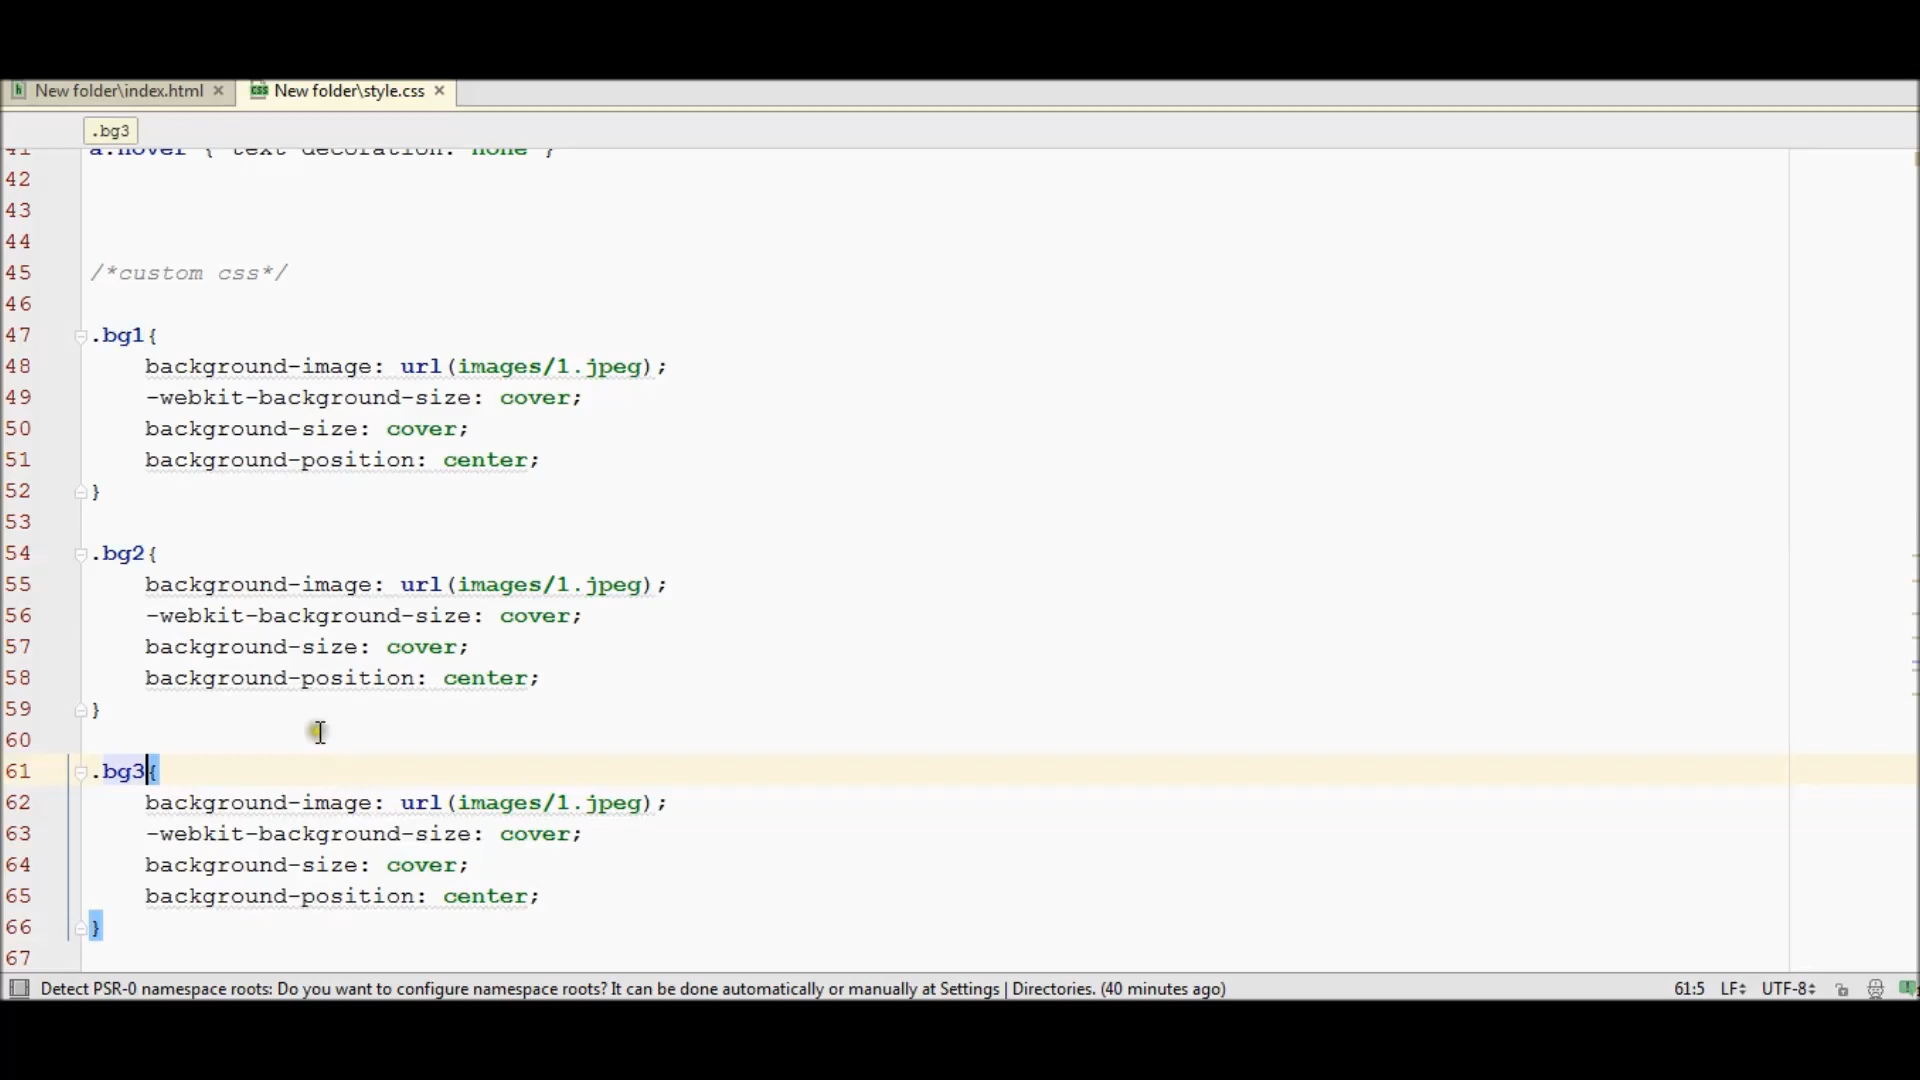 New folder\index.html
New folder\style.css
.bg3
41 a:hover { text-decoration: none }
42
43
44
45 /*custom css*/
46
47 .bg1{
48 background-image: url(images/1.jpeg);
49 -webkit-background-size: cover;
50 background-size: cover;
51 background-position: center;
52 }
53
54 .bg2{
55 background-image: url(images/1.jpeg);
56 -webkit-background-size: cover;
57 background-size: cover;
58 background-position: center;
59 }
60
61 .bg3{
62 background-image: url(images/1.jpeg);
63 -webkit-background-size: cover;
64 background-size: cover;
65 background-position: center;
66 }
67
Detect PSR-0 namespace roots: Do you want to configure namespace roots? It can be done automatically or manually at Settings | Directories. (40 minutes ago)
61:5 LF UTF-8